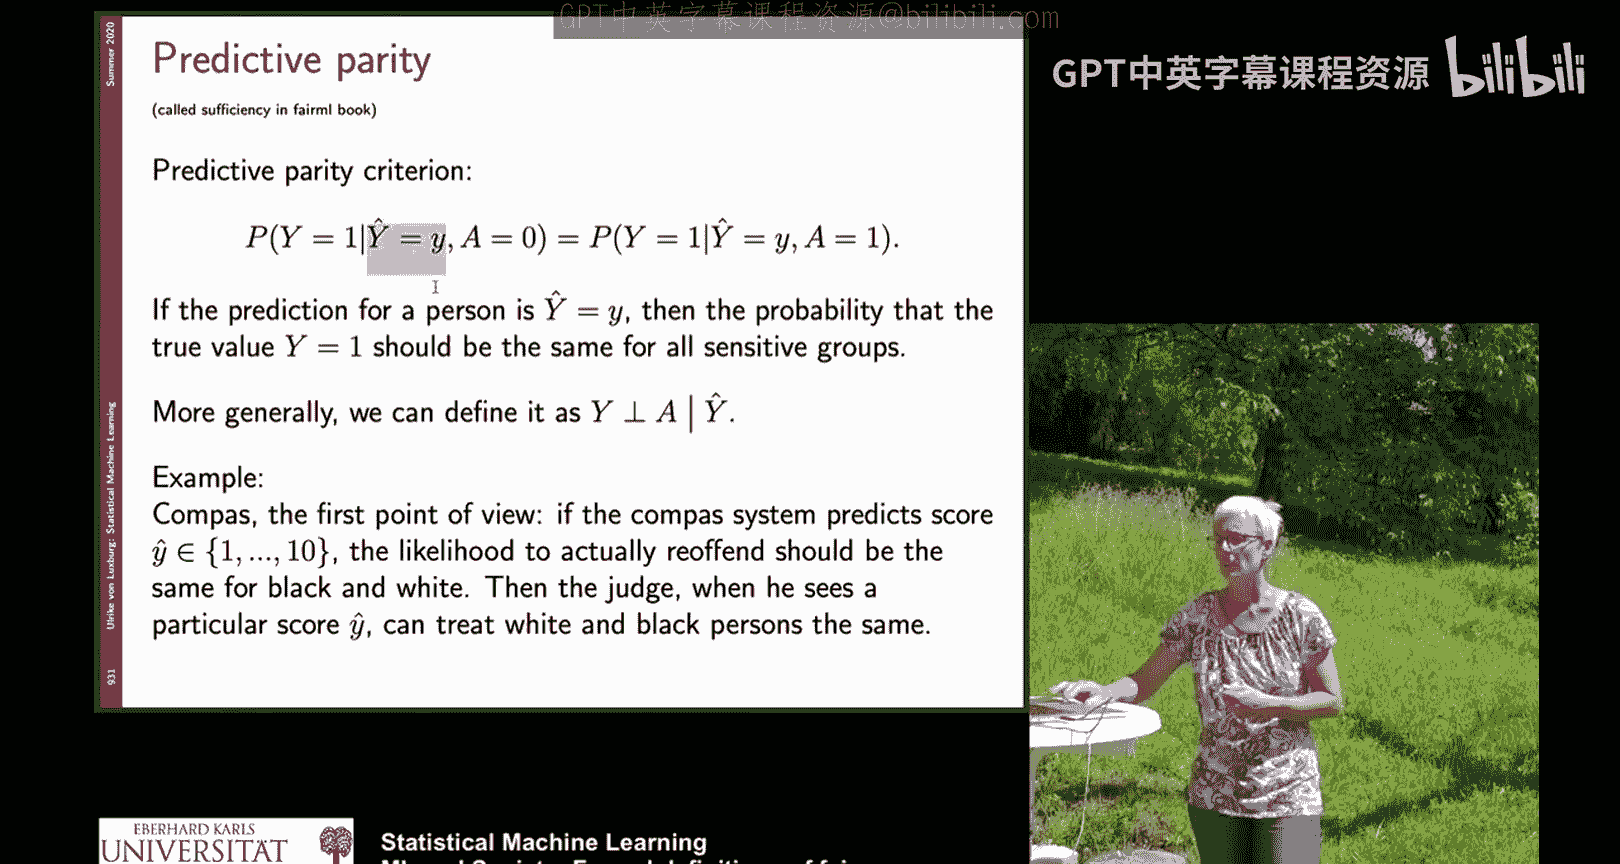 GPT中英字幕课程资源@bilibili.com
GPT中英字幕课程资源 bilibili
Summer 2020
Predictive parity
(called sufficiency in fairml book)
Predictive parity criterion:
P(Y = 1|Ŷ = y, A = 0) = P(Y = 1|Ŷ = y, A = 1).
If the prediction for a person is Ŷ = y, then the probability that the
true value Y = 1 should be the same for all sensitive groups.
More generally, we can define it as Y ⊥ A | Ŷ.
Example:
Compas, the first point of view: if the compas system predicts score
ŷ ∈ {1, ..., 10}, the likelihood to actually reoffend should be the
same for black and white. Then the judge, when he sees a
particular score ŷ, can treat white and black persons the same.
Ulrike von Luxburg: Statistical Machine Learning
931
EBERHARD KARLS
UNIVERSITÄT
Statistical Machine Learning